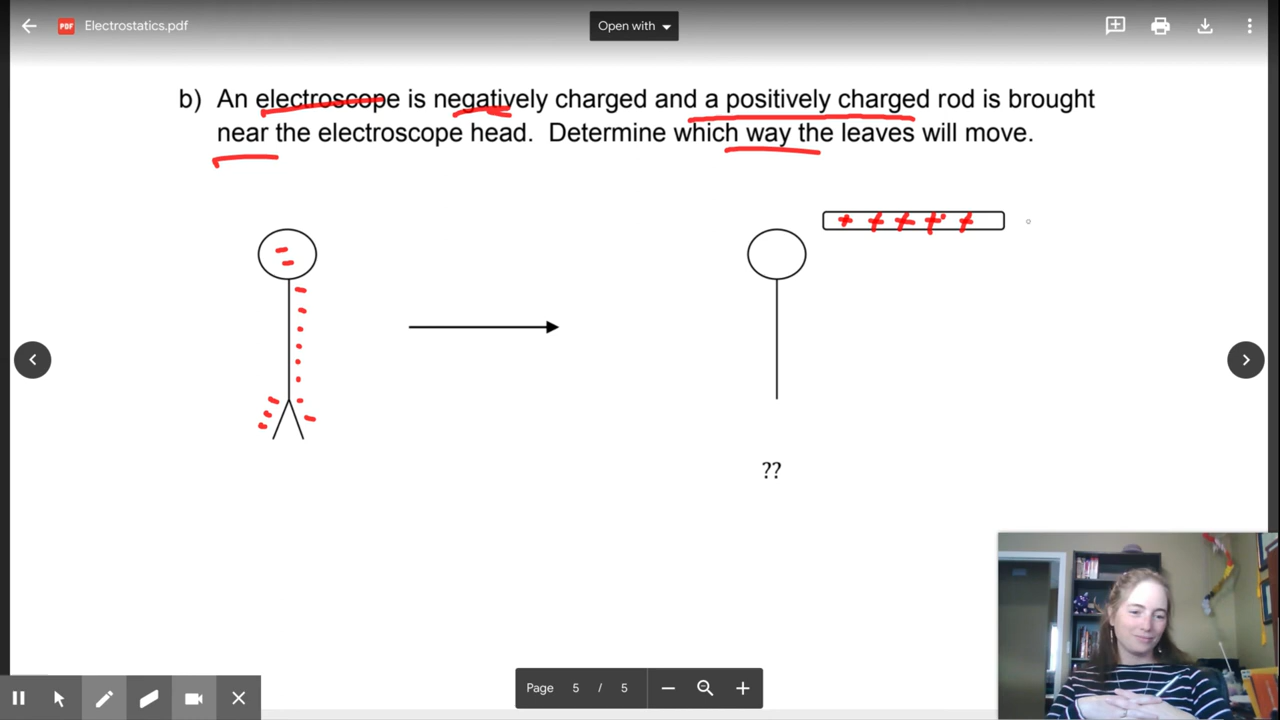 PDF Electrostatics.pdf
Open with
b) An electroscope is negatively charged and a positively charged rod is brought
near the electroscope head. Determine which way the leaves will move.
+ + + + +
??
Page 5 / 5